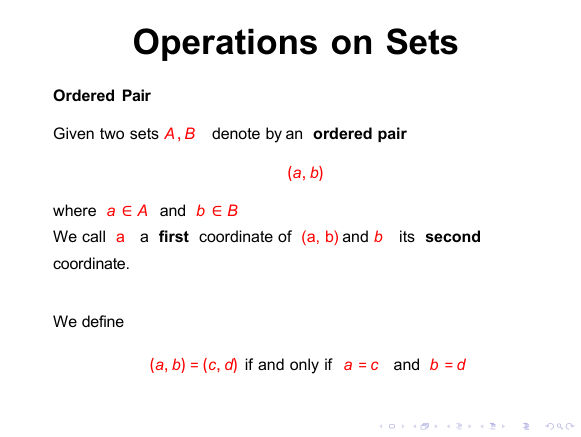 Operations on Sets
Ordered Pair
Given two sets A, B denote by an ordered pair
(a, b)
where a ∈ A and b ∈ B
We call a a first coordinate of (a, b) and b its second
coordinate.
We define
(a, b) = (c, d) if and only if a = c and b = d